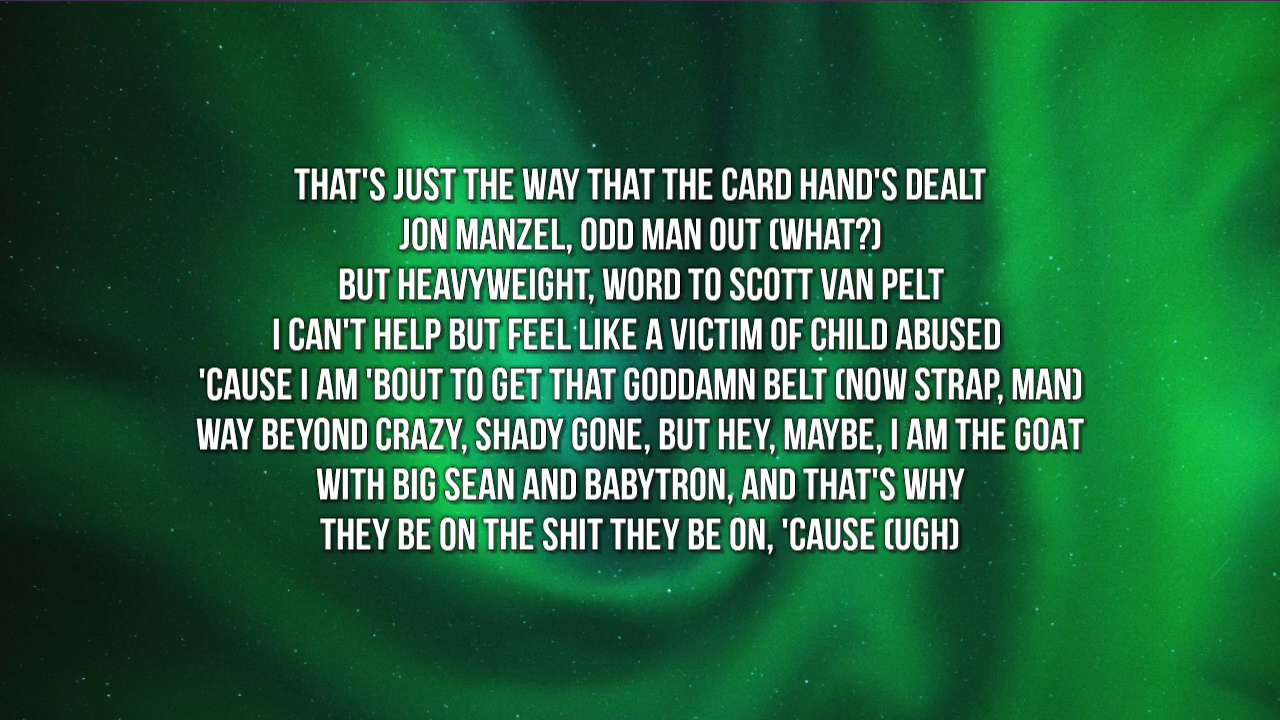 THAT'S JUST THE WAY THAT THE CARD HAND'S DEALT
JON MANZEL, ODD MAN OUT (WHAT?)
BUT HEAVYWEIGHT, WORD TO SCOTT VAN PELT
I CAN'T HELP BUT FEEL LIKE A VICTIM OF CHILD ABUSED
'CAUSE I AM 'BOUT TO GET THAT GODDAMN BELT (NOW STRAP, MAN)
WAY BEYOND CRAZY, SHADY GONE, BUT HEY, MAYBE, I AM THE GOAT
WITH BIG SEAN AND BABYTRON, AND THAT'S WHY
THEY BE ON THE SHIT THEY BE ON, 'CAUSE (UGH)